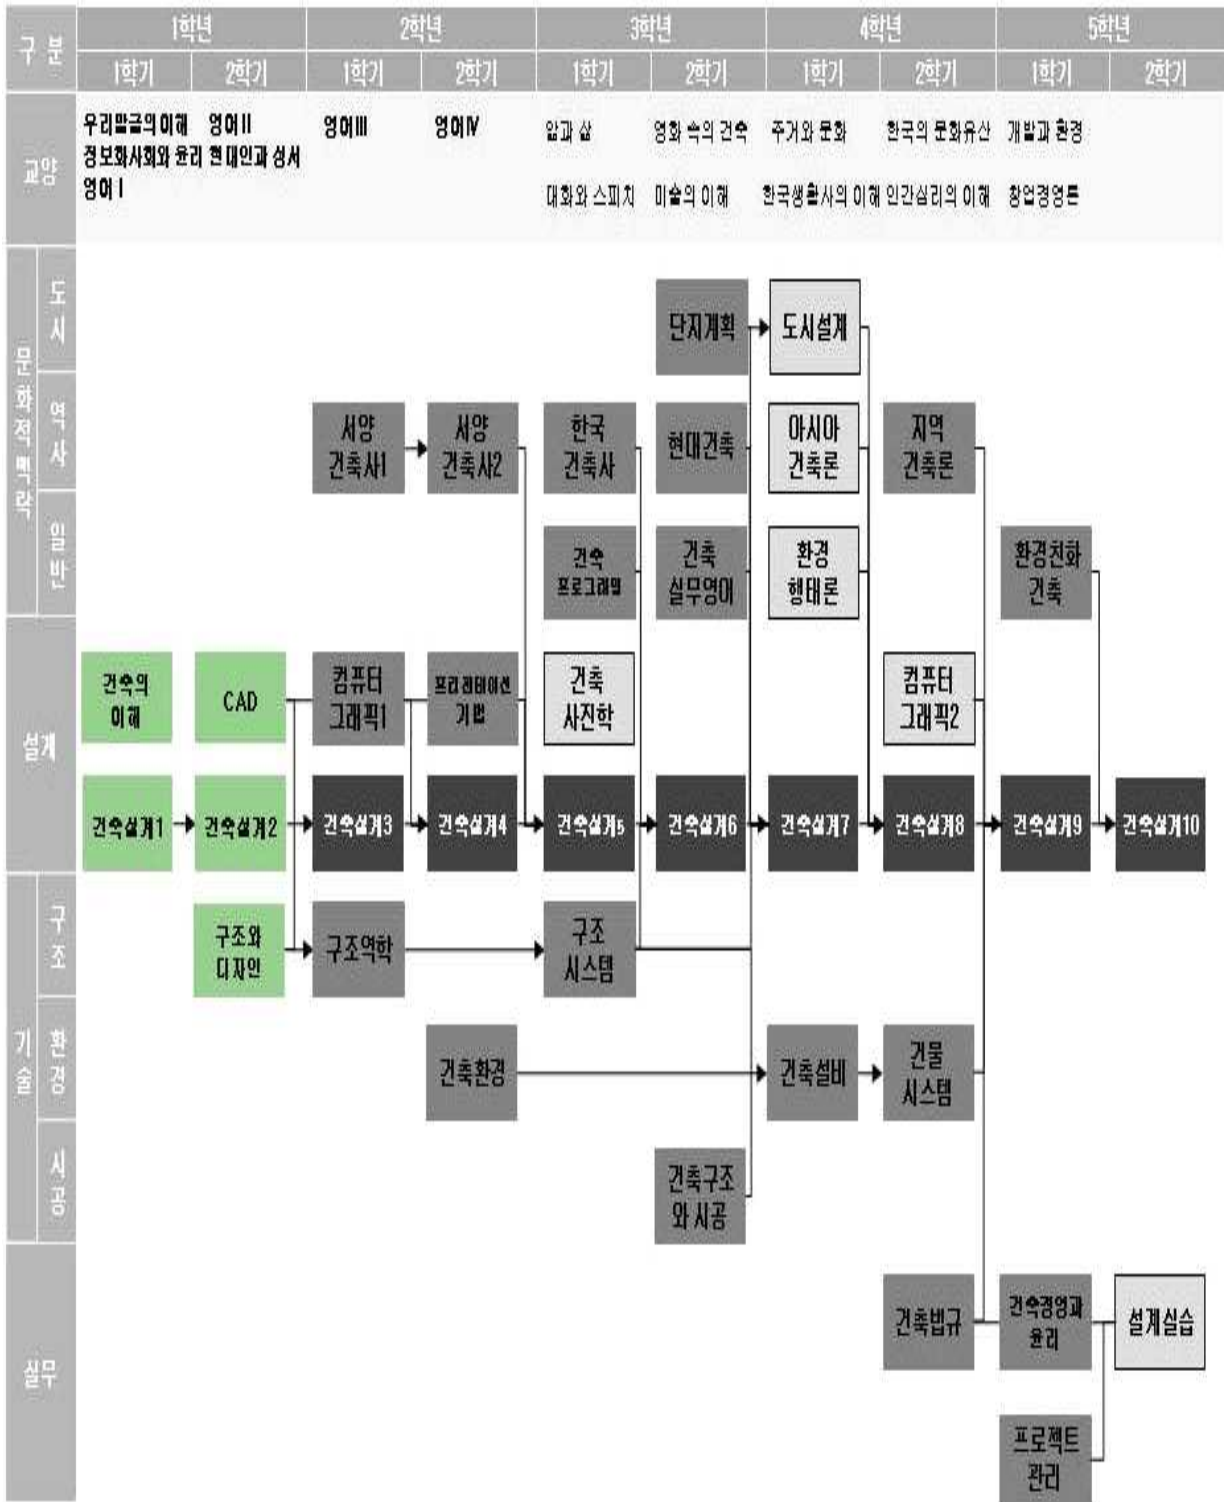 구 분
1학년
2학년
3학년
4학년
5학년
1학기
2학기
1학기
2학기
1학기
2학기
1학기
2학기
1학기
2학기
교양
우리말글의이해
정보화사회와 윤리
영어 I
영어II
현대인과 성서
영어III
영어IV
앎과 삶
대화와 스피치
영화 속의 건축
미술의 이해
주거와 문화
한국생활사의 이해
한국의 문화유산
인간심리의 이해
개발과 환경
창업경영론
문화적맥락
도시
단지계획
도시설계
역사
서양
건축사1
서양
건축사2
한국
건축사
현대건축
아시아
건축론
지역
건축론
일반
건축
프로그래밍
건축
실무영어
환경
행태론
환경친화
건축
설계
건축의
이해
CAD
컴퓨터
그래픽1
프리젠테이션
기법
건축
사진학
컴퓨터
그래픽2
건축설계1
건축설계2
건축설계3
건축설계4
건축설계5
건축설계6
건축설계7
건축설계8
건축설계9
건축설계10
기술
구조
구조와
디자인
구조역학
구조
시스템
환경
건축환경
건축설비
건물
시스템
시공
건축구조
와 시공
실무
건축법규
건축경영과
윤리
설계실습
프로젝트
관리